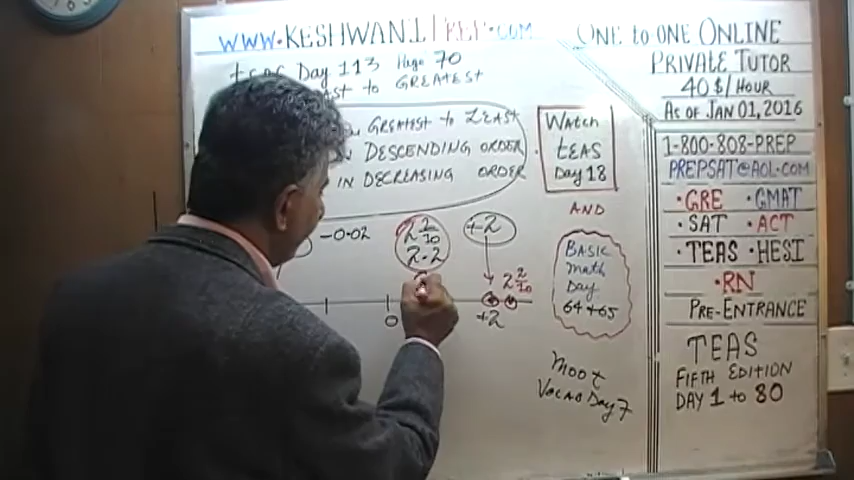 WWW.KESHWANI PREP.COM
ONE to ONE ONLINE
PRIVATE TUTOR
40 $/HOUR
AS OF JAN 01, 2016
Day 113 Page 70
to GREATEST
GREATEST to LEAST
DESCENDING ORDER
IN DECREASING ORDER
WATCH
TEAS
Day 18
AND
BASIC
math
Day
64+65
moot
VOCAB Day 7
1-800-808-PREP
PREPSAT@AOL.COM
•GRE •GMAT
•SAT •ACT
•TEAS •HESI
•RN
PRE-ENTRANCE
TEAS
FIFTH EDITION
DAY 1 to 80
-0.02
2 2/10
2.2
+2
2 2/10
0
+2